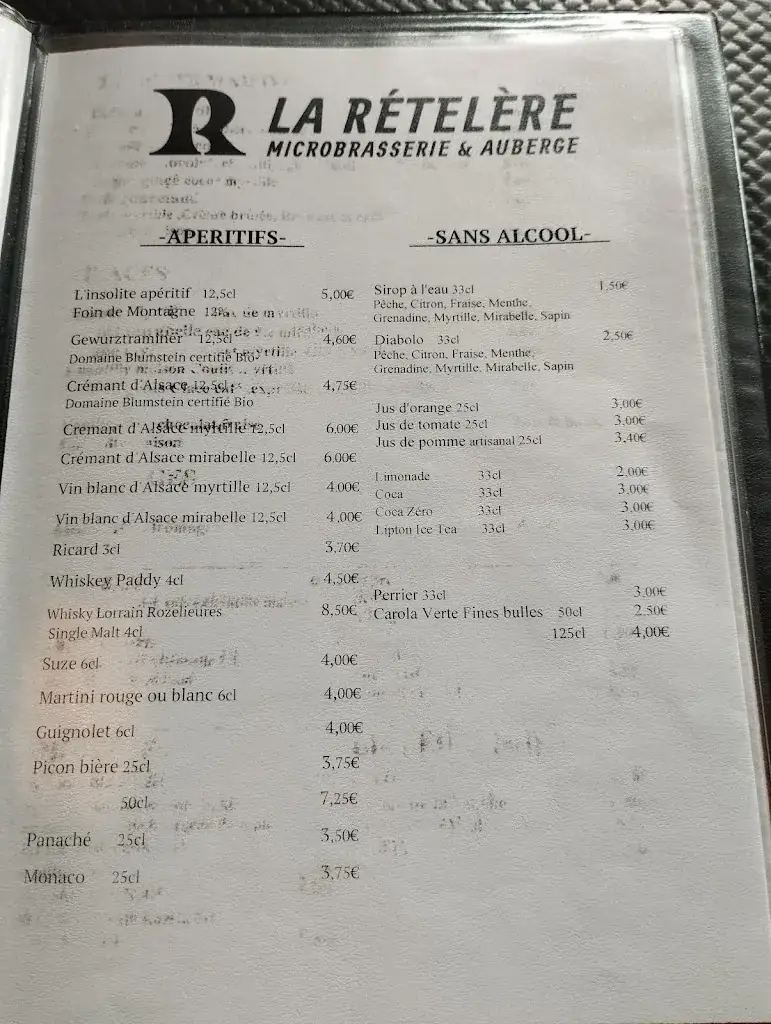 R
LA RÉTELÈRE
MICROBRASSERIE & AUBERGE
-APERITIFS-
L'insolite apéritif 12,5cl 5,00€
Foin de Montagne 12%
Gewurztraminer 12,5cl 4,60€
Domaine Blumstein certifié Bio
Crémant d'Alsace 12,5cl 4,75€
Domaine Blumstein certifié Bio
Crémant d'Alsace myrtille 12,5cl 6,00€
Crémant d'Alsace mirabelle 12,5cl 6,00€
Vin blanc d'Alsace myrtille 12,5cl 4,00€
Vin blanc d'Alsace mirabelle 12,5cl 4,00€
Ricard 3cl 3,70€
Whiskey Paddy 4cl 4,50€
Whisky Lorrain Rozelieures 8,50€
Single Malt 4cl
Suze 6cl 4,00€
Martini rouge ou blanc 6cl 4,00€
Guignolet 6cl 4,00€
Picon bière 25cl 3,75€
50cl 7,25€
Panaché 25cl 3,50€
Monaco 25cl 3,75€
-SANS ALCOOL-
Sirop à l'eau 33cl 1,50€
Pêche, Citron, Fraise, Menthe,
Grenadine, Myrtille, Mirabelle, Sapin
Diabolo 33cl 2,50€
Pêche, Citron, Fraise, Menthe,
Grenadine, Myrtille, Mirabelle, Sapin
Jus d'orange 25cl 3,00€
Jus de tomate 25cl 3,00€
Jus de pomme artisanal 25cl 3,40€
Limonade 33cl 2,00€
Coca 33cl 3,00€
Coca Zéro 33cl 3,00€
Lipton Ice Tea 33cl 3,00€
Perrier 33cl 3,00€
Carola Verte Fines bulles 50cl 2,50€
125cl 4,00€